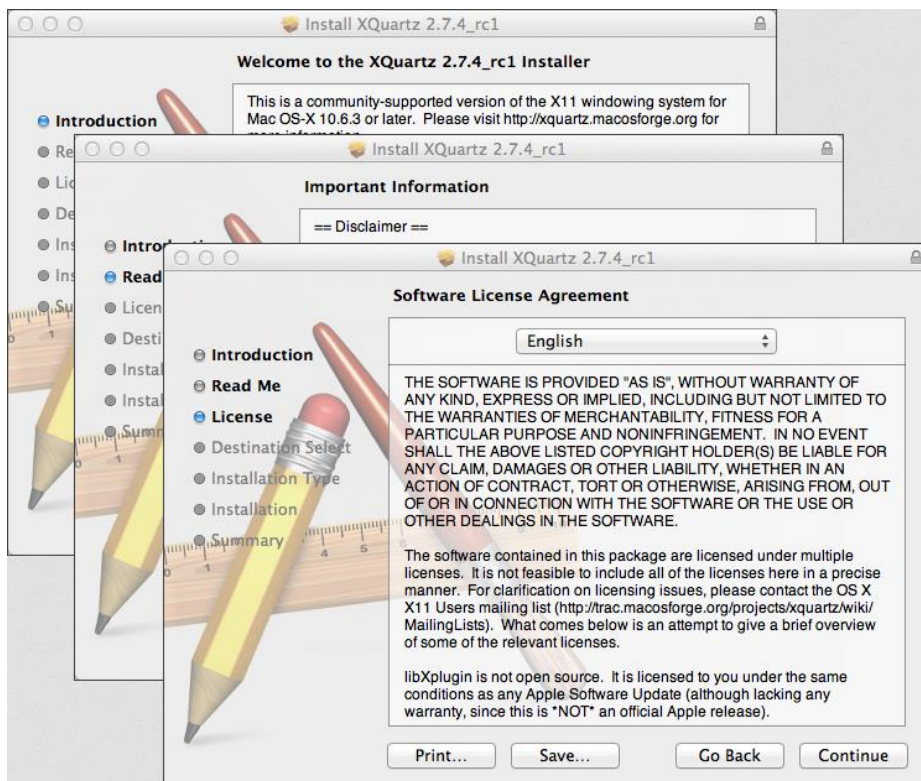 Install XQuartz 2.7.4_rc1
Welcome to the XQuartz 2.7.4_rc1 Installer
This is a community-supported version of the X11 windowing system for
Mac OS-X 10.6.3 or later.  Please visit http://xquartz.macosforge.org for
Introduction
Install XQuartz 2.7.4_rc1
Important Information
== Disclaimer ==
Read
Install XQuartz 2.7.4_rc1
Software License Agreement
English
Introduction
Read Me
License
Destination Select
Installation Type
Installation
Summary
THE SOFTWARE IS PROVIDED "AS IS", WITHOUT WARRANTY OF
ANY KIND, EXPRESS OR IMPLIED, INCLUDING BUT NOT LIMITED TO
THE WARRANTIES OF MERCHANTABILITY, FITNESS FOR A
PARTICULAR PURPOSE AND NONINFRINGEMENT.  IN NO EVENT
SHALL THE ABOVE LISTED COPYRIGHT HOLDER(S) BE LIABLE FOR
ANY CLAIM, DAMAGES OR OTHER LIABILITY, WHETHER IN AN
ACTION OF CONTRACT, TORT OR OTHERWISE, ARISING FROM, OUT
OF OR IN CONNECTION WITH THE SOFTWARE OR THE USE OR
OTHER DEALINGS IN THE SOFTWARE.
The software contained in this package are licensed under multiple
licenses.  It is not feasible to include all of the licenses here in a precise
manner.  For clarification on licensing issues, please contact the OS X
X11 Users mailing list (http://trac.macosforge.org/projects/xquartz/wiki/
MailingLists).  What comes below is an attempt to give a brief overview
of some of the relevant licenses.
libXplugin is not open source.  It is licensed to you under the same
conditions as any Apple Software Update (although lacking any
warranty, since this is *NOT* an official Apple release).
Print...
Save...
Go Back
Continue